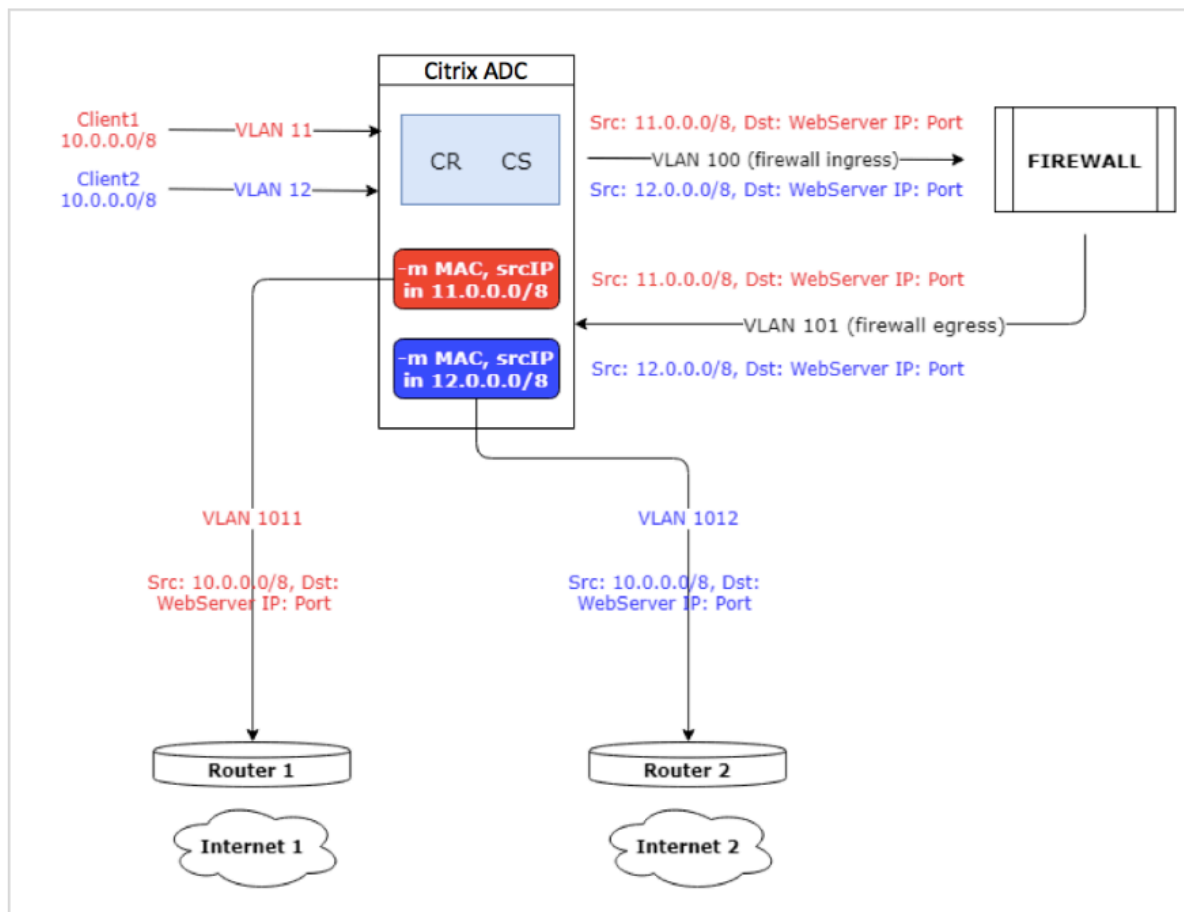 Citrix ADC
Client1
10.0.0.0/8
VLAN 11
Client2
10.0.0.0/8
VLAN 12
CR CS
Src: 11.0.0.0/8, Dst: WebServer IP: Port
VLAN 100 (firewall ingress)
Src: 12.0.0.0/8, Dst: WebServer IP: Port
FIREWALL
-m MAC, srcIP
in 11.0.0.0/8
Src: 11.0.0.0/8, Dst: WebServer IP: Port
VLAN 101 (firewall egress)
-m MAC, srcIP
in 12.0.0.0/8
Src: 12.0.0.0/8, Dst: WebServer IP: Port
VLAN 1011
VLAN 1012
Src: 10.0.0.0/8, Dst:
WebServer IP: Port
Src: 10.0.0.0/8, Dst:
WebServer IP: Port
Router 1
Router 2
Internet 1
Internet 2